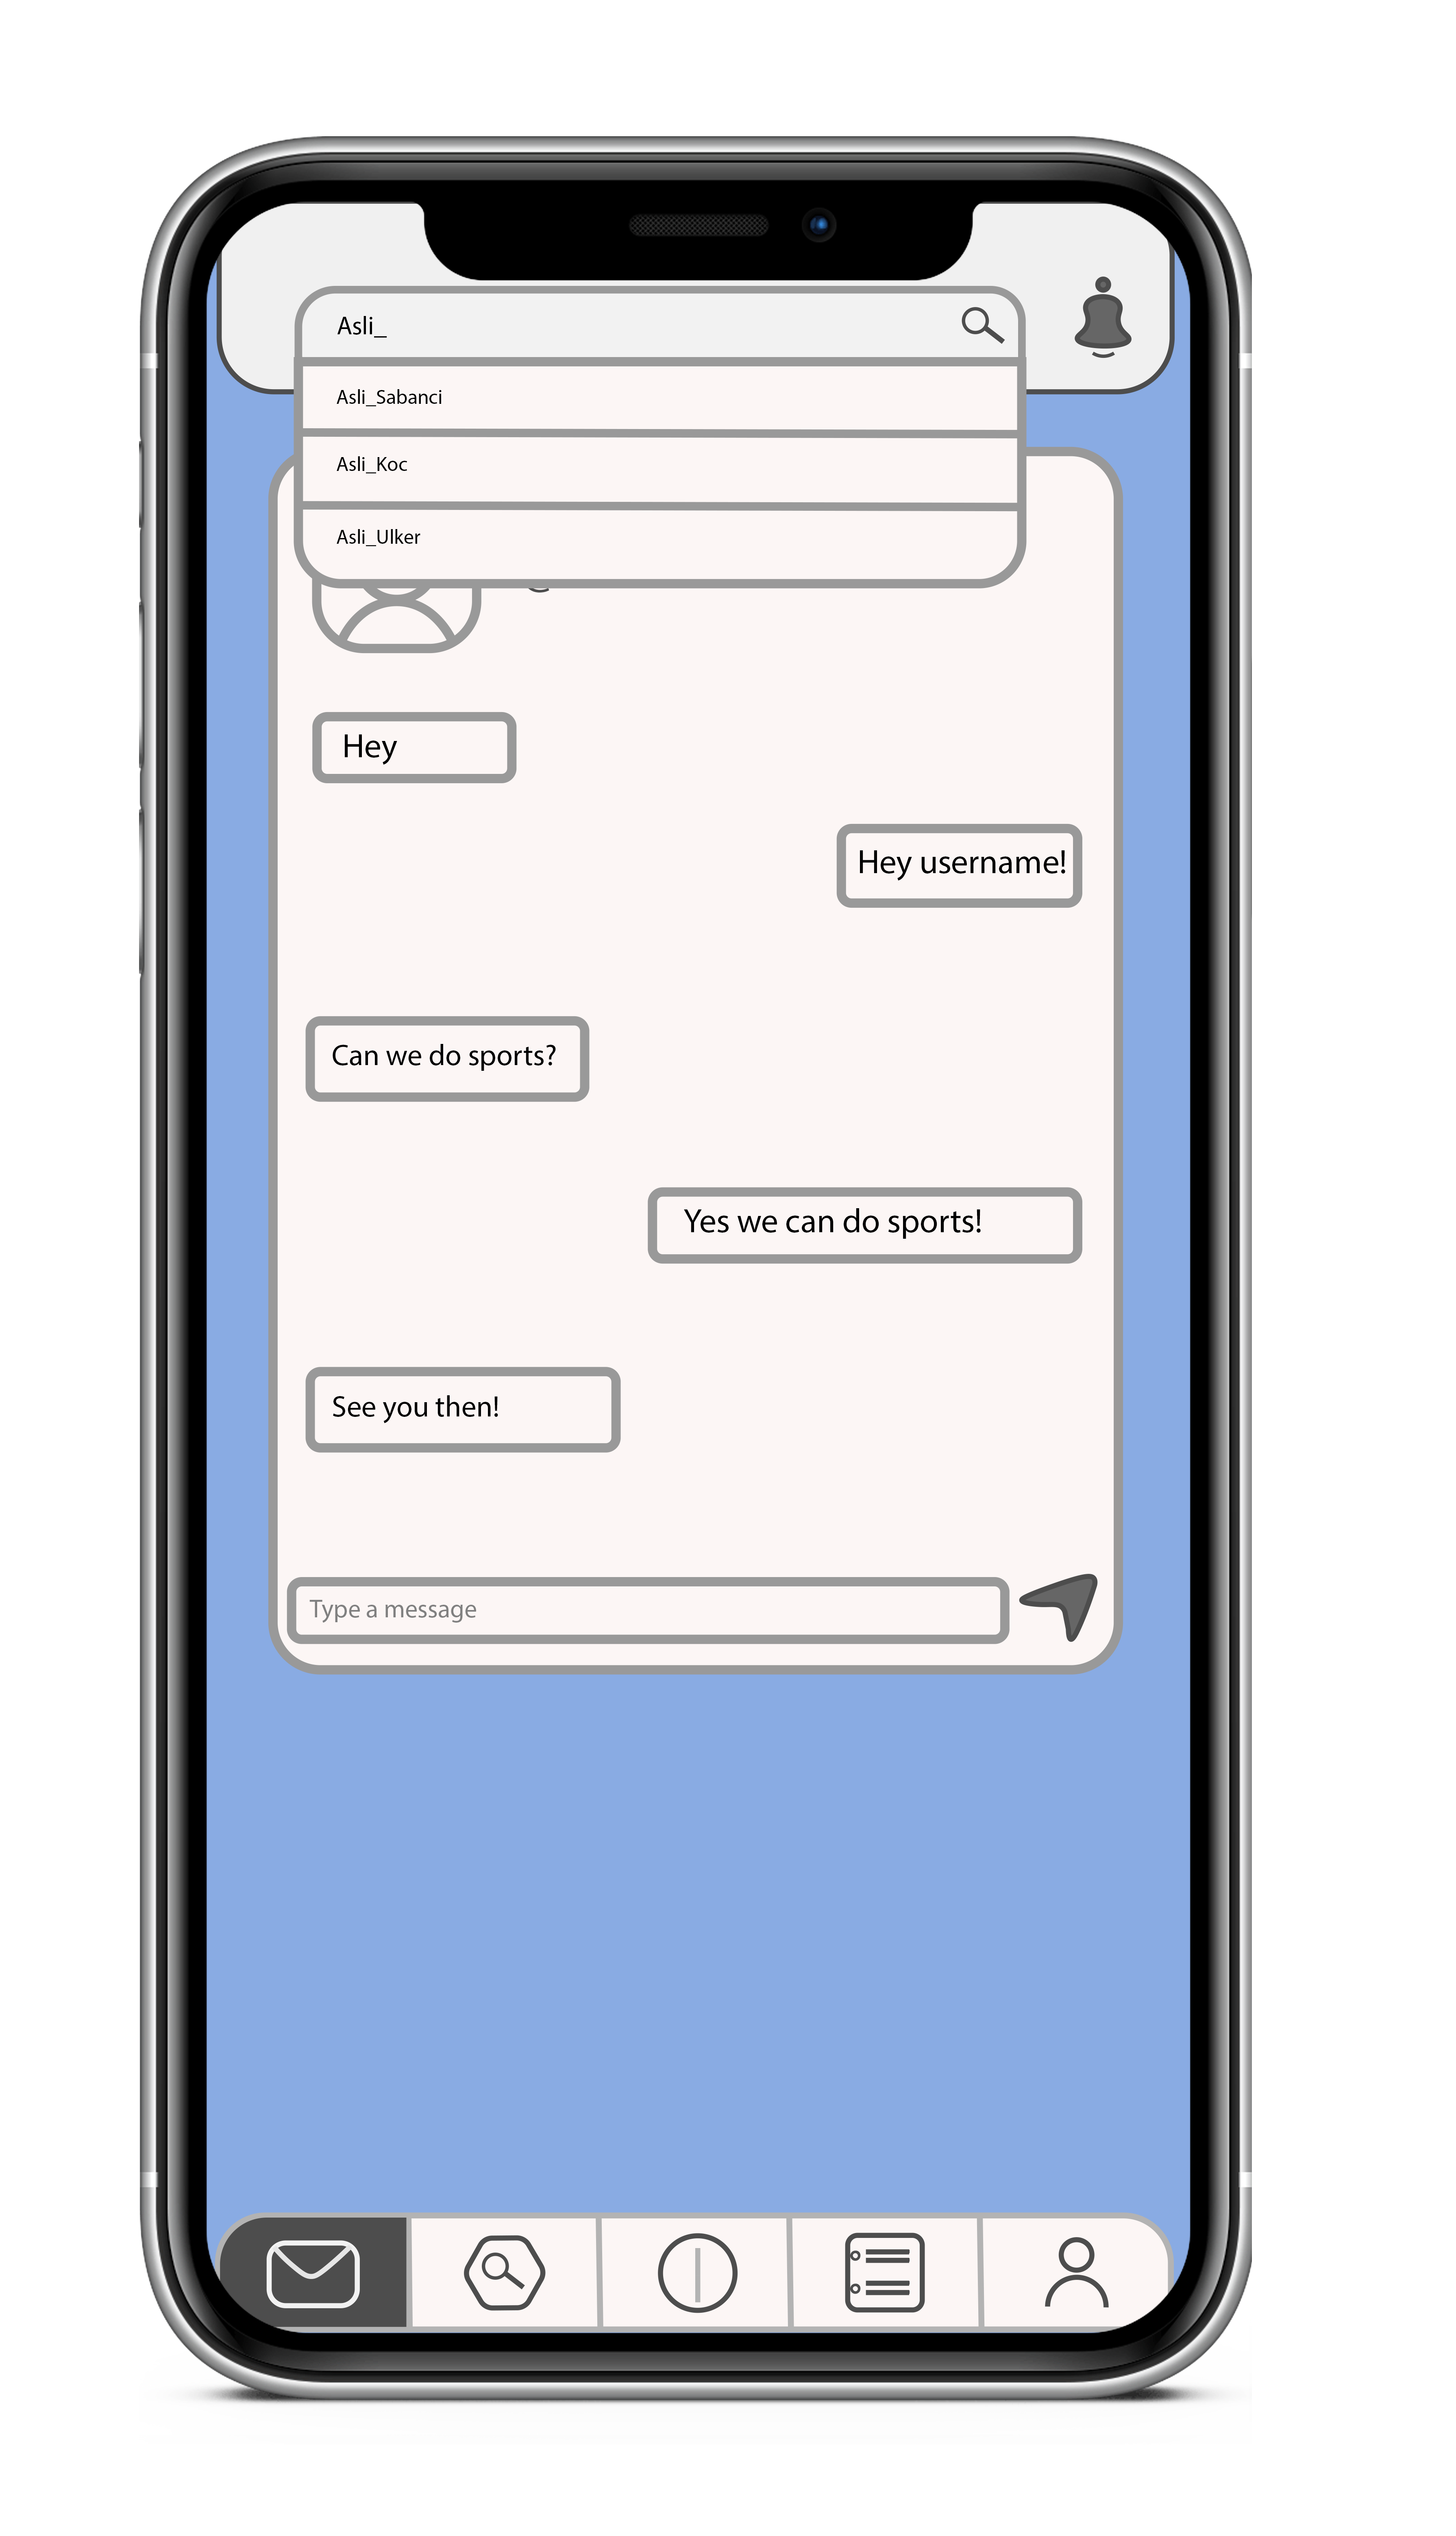 Asli_
Asli_Sabanci
Asli_Koc
Asli_Ulker
Hey
Hey username!
Can we do sports?
Yes we can do sports!
See you then!
Type a message